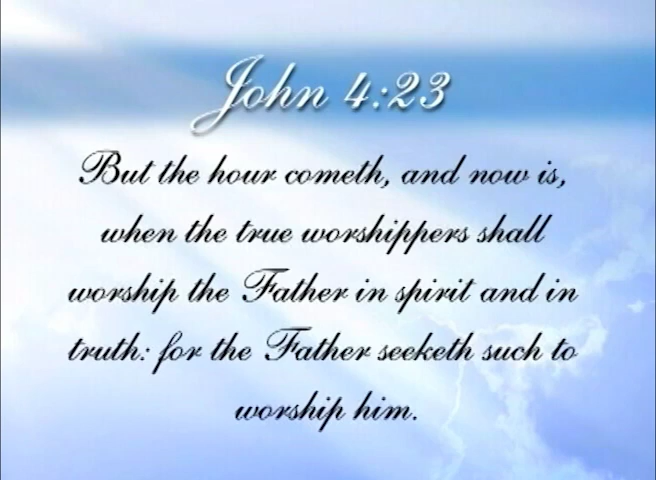 John 4:23
But the hour cometh, and now is,
when the true worshippers shall
worship the Father in spirit and in
truth: for the Father seeketh such to
worship him.